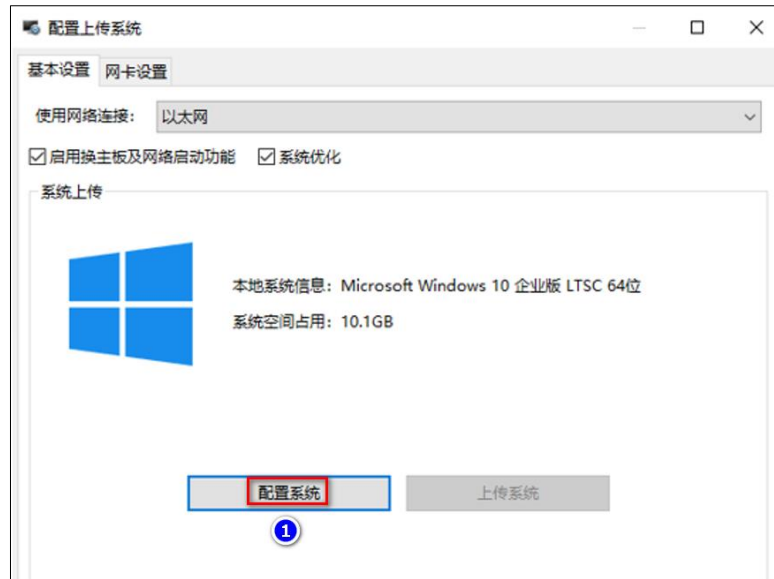 配置上传系统
基本设置 网卡设置
使用网络连接： 以太网
启用换主板及网络启动功能 系统优化
系统上传
本地系统信息：Microsoft Windows 10 企业版 LTSC 64位
系统空间占用：10.1GB
配置系统 上传系统
1